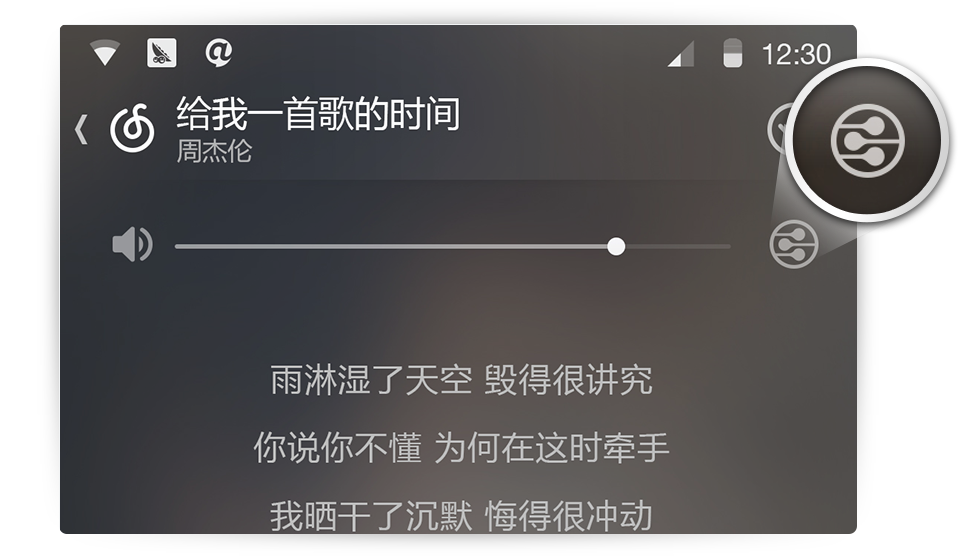 12:30
给我一首歌的时间
周杰伦
雨淋湿了天空 毁得很讲究
你说你不懂 为何在这时牵手
我晒干了沉默 悔得很冲动